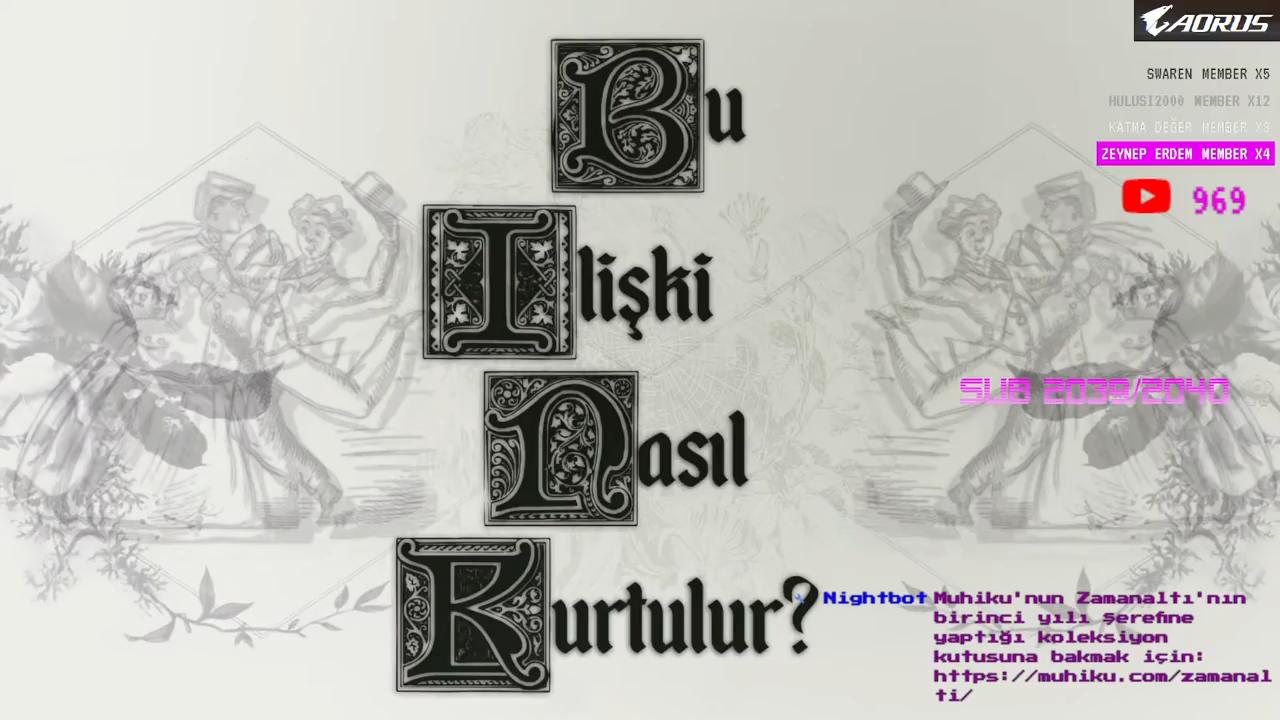 AORUS
SWAREN MEMBER X5
HULUSI2000 MEMBER X12
KATMA DEĞER MEMBER X3
ZEYNEP ERDEM MEMBER X4
969
Bu
Ilişki
Nasıl
Kurtulur?
SUB 2039/2040
Nightbot Muhiku'nun Zamanaltı'nın
birinci yılı şerefine
yaptığı koleksiyon
kutusuna bakmak için:
https://muhiku.com/zamanal
ti/